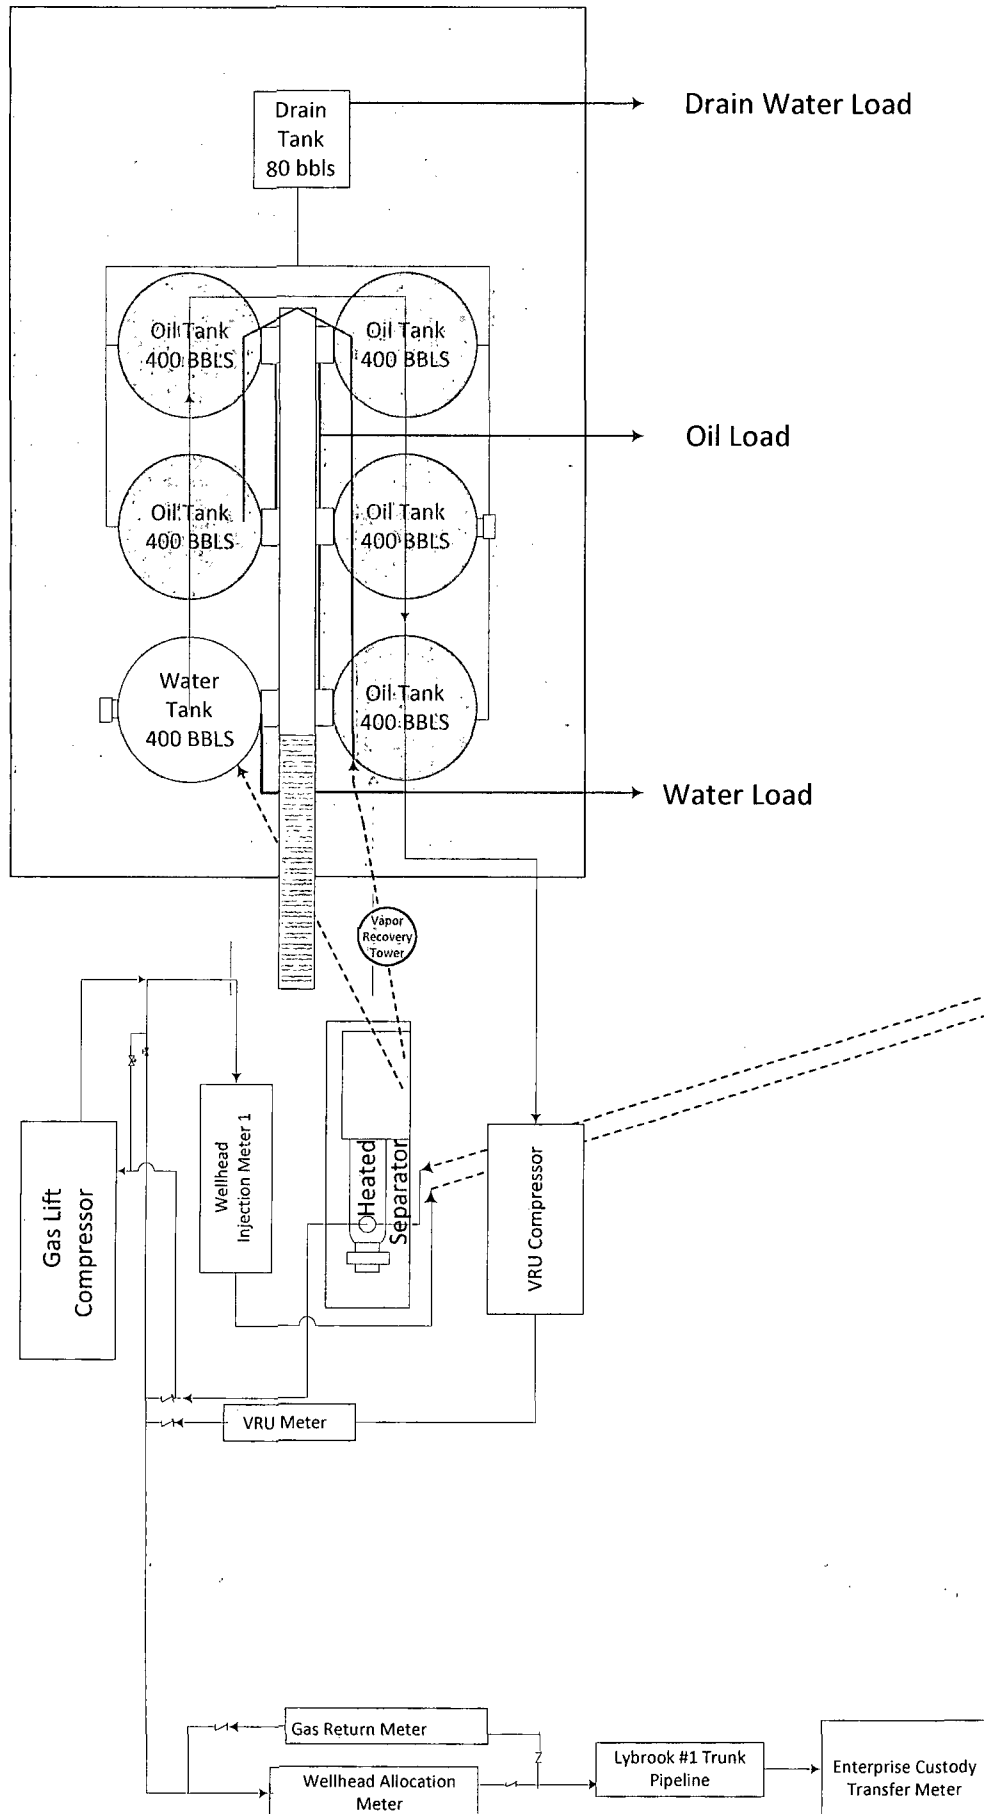 Drain
Tank
80 bbls
Drain Water Load
Oil Tank
400 BBLS
Oil Tank
400 BBLS
Oil Load
Oil Tank
400 BBLS
Oil Tank
400 BBLS
Water
Tank
400 BBLS
Oil Tank
400 BBLS
Water Load
Vapor
Recovery
Tower
Gas Lift
Compressor
Wellhead
Injection Meter 1
Heated
Separator
VRU Compressor
VRU Meter
Gas Return Meter
Wellhead Allocation
Meter
Lybrook #1 Trunk
Pipeline
Enterprise Custody
Transfer Meter